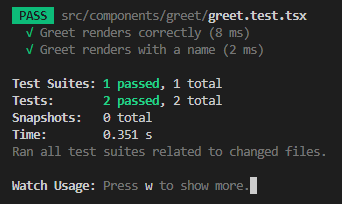 PASS src/components/greet/greet.test.tsx
√ Greet renders correctly (8 ms)
√ Greet renders with a name (2 ms)
Test Suites: 1 passed, 1 total
Tests: 2 passed, 2 total
Snapshots: 0 total
Time: 0.351 s
Ran all test suites related to changed files.
Watch Usage: Press w to show more.